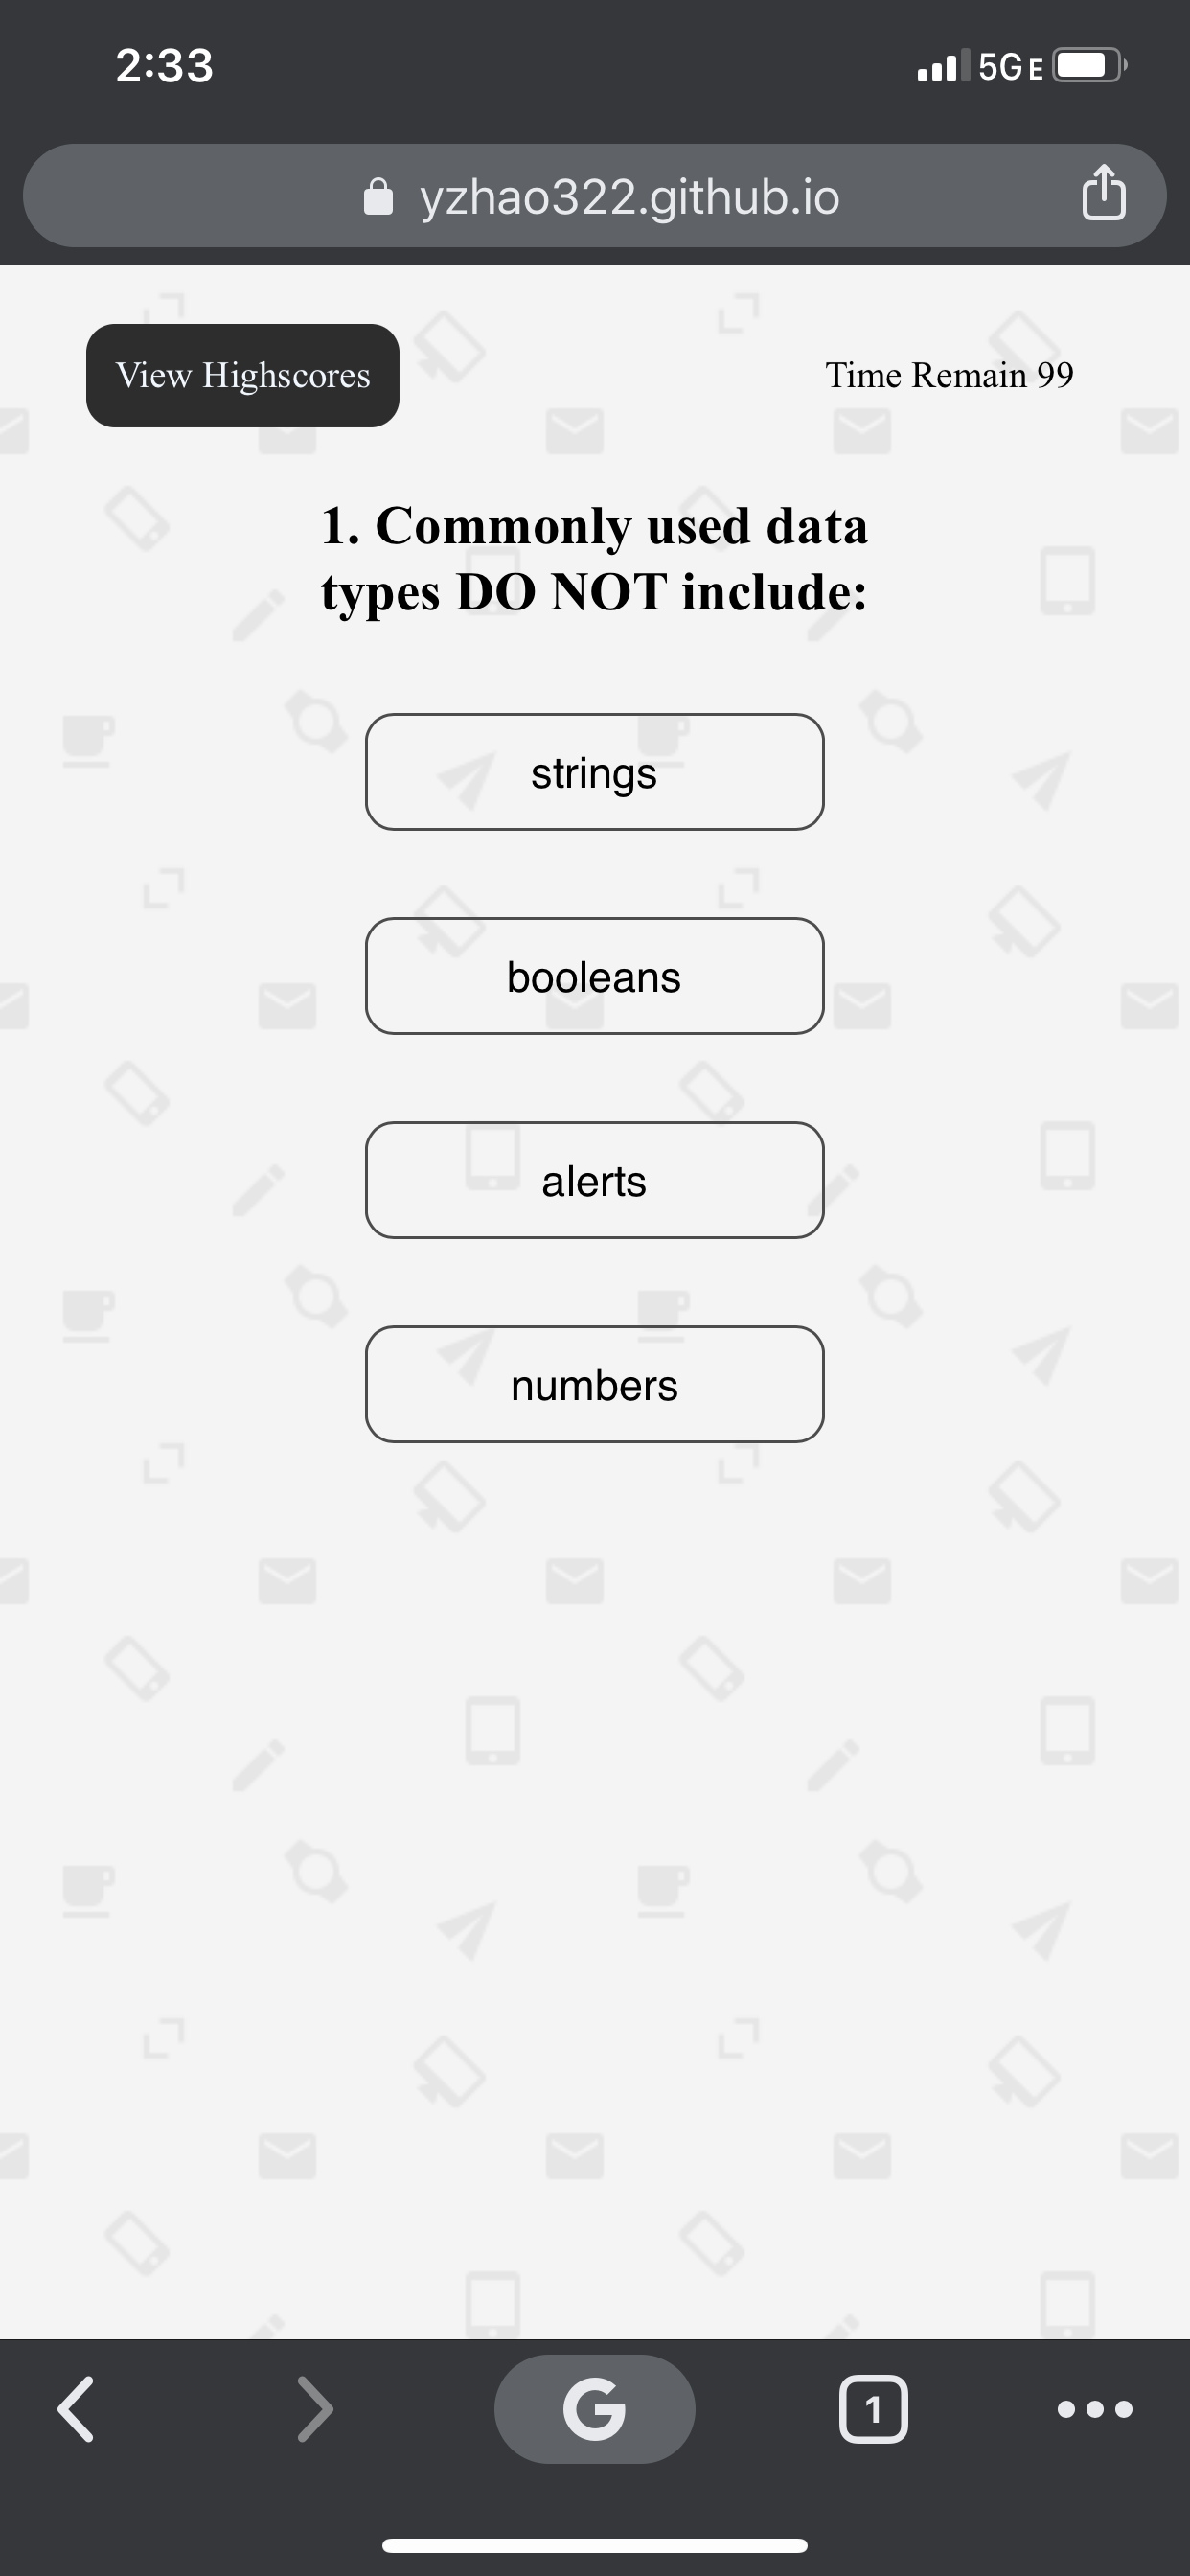 2:33
5GE
yzhao322.github.io
View Highscores
Time Remain 99
1. Commonly used data
types DO NOT include:
strings
booleans
alerts
numbers
G
1